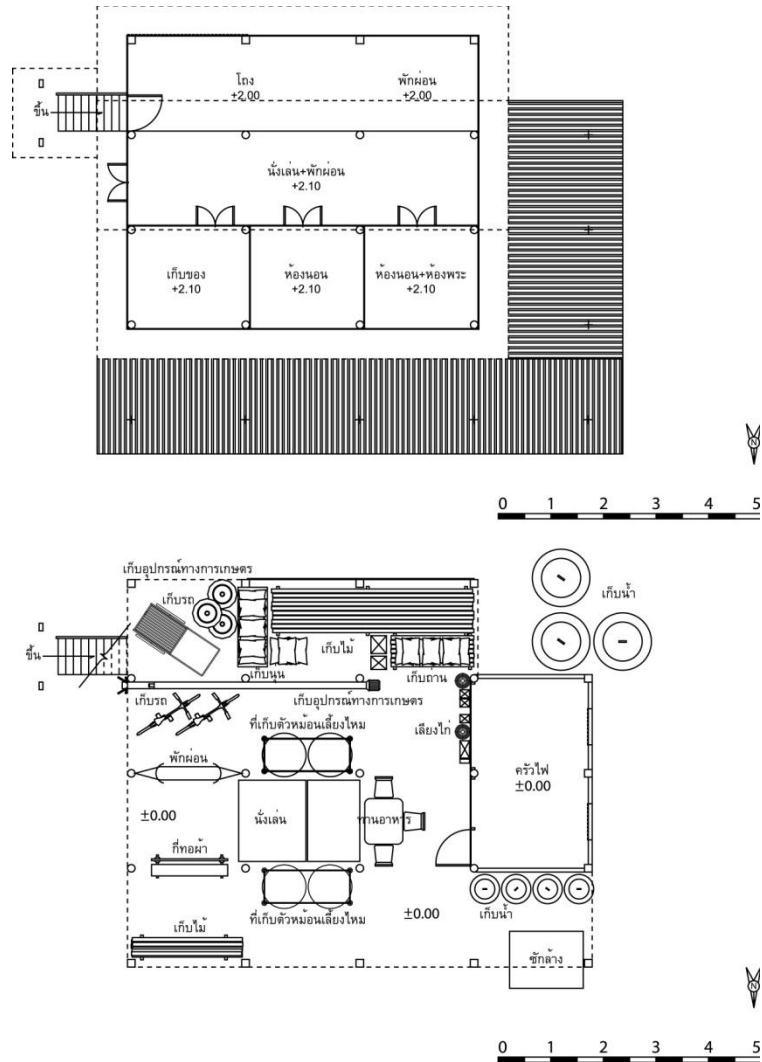 โถง
+2.00
พักผ่อน
+2.00
ขึ้น
นั่งเล่น+พักผ่อน
+2.10
เก็บของ
+2.10
ห้องนอน
+2.10
ห้องนอน+ห้องพระ
+2.10
N
0 1 2 3 4 5
เก็บอุปกรณ์ทางการเกษตร
เก็บรถ
เก็บน้ำ
ขึ้น
เก็บไม้
เก็บนุ่น
เก็บถ่าน
เก็บรถ
เก็บอุปกรณ์ทางการเกษตร
ที่เก็บตัวหม้อนเลี้ยงไหม
เลียงไก่
พักผ่อน
ครัวไฟ
±0.00
±0.00
นั่งเล่น
ทานอาหาร
กี่ทอผ้า
ที่เก็บตัวหม้อนเลี้ยงไหม
±0.00
เก็บน้ำ
เก็บไม้
ซักล้าง
N
0 1 2 3 4 5